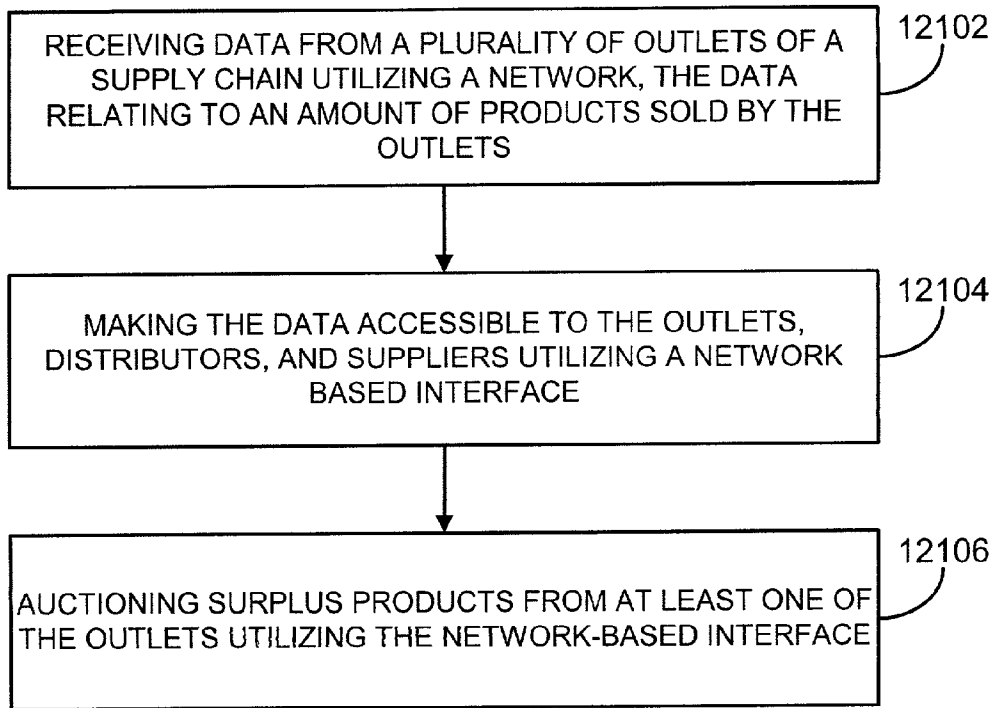 RECEIVING DATA FROM A PLURALITY OF OUTLETS OF A
SUPPLY CHAIN UTILIZING A NETWORK, THE DATA
RELATING TO AN AMOUNT OF PRODUCTS SOLD BY THE
OUTLETS
12102
MAKING THE DATA ACCESSIBLE TO THE OUTLETS,
DISTRIBUTORS, AND SUPPLIERS UTILIZING A NETWORK
BASED INTERFACE
12104
AUCTIONING SURPLUS PRODUCTS FROM AT LEAST ONE OF
THE OUTLETS UTILIZING THE NETWORK-BASED INTERFACE
12106